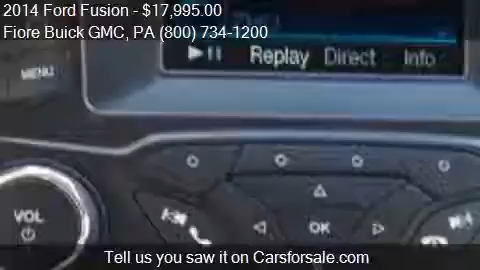 2014 Ford Fusion - $17,995.00
Fiore Buick GMC, PA (800) 734-1200
Replay Direct Info
MENU
VOL
OK
Tell us you saw it on Carsforsale.com